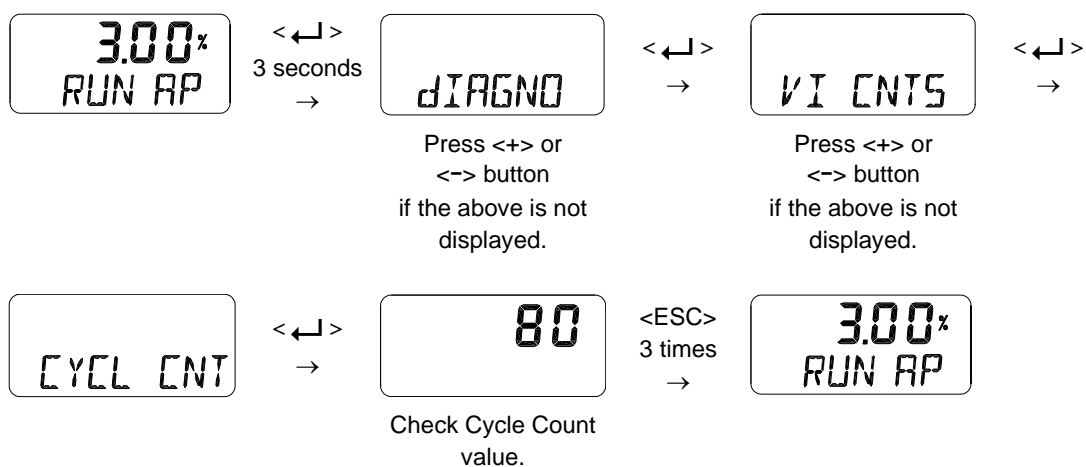 3.00%
RUN AP
< ↵ >
3 seconds
→
dIAGNO
Press <+> or
<-> button
if the above is not
displayed.
< ↵ >
→
VI CNTS
Press <+> or
<-> button
if the above is not
displayed.
< ↵ >
→
CYCL CNT
< ↵ >
→
80
Check Cycle Count
value.
<ESC>
3 times
→
3.00%
RUN AP